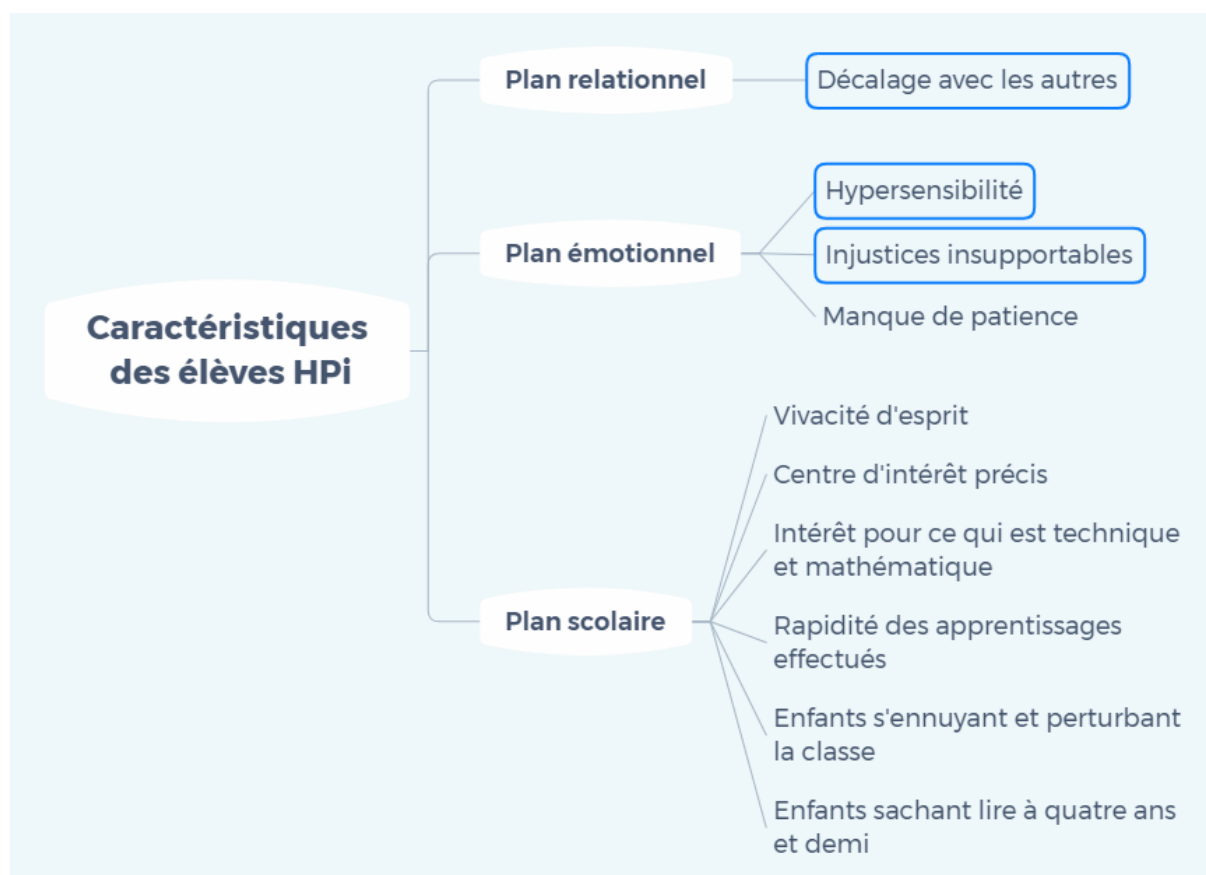 Plan relationnel
Décalage avec les autres
Hypersensibilité
Plan émotionnel
Injustices insupportables
Manque de patience
Caractéristiques
des élèves HPi
Vivacité d'esprit
Centre d'intérêt précis
Intérêt pour ce qui est technique
et mathématique
Plan scolaire
Rapidité des apprentissages
effectués
Enfants s'ennuyant et perturbant
la classe
Enfants sachant lire à quatre ans
et demi